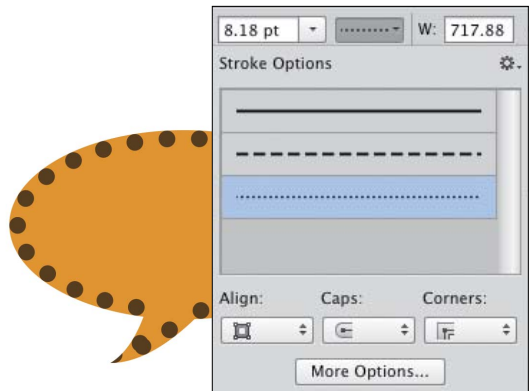 8.18 pt W: 717.88
Stroke Options
Align: Caps: Corners:
More Options...